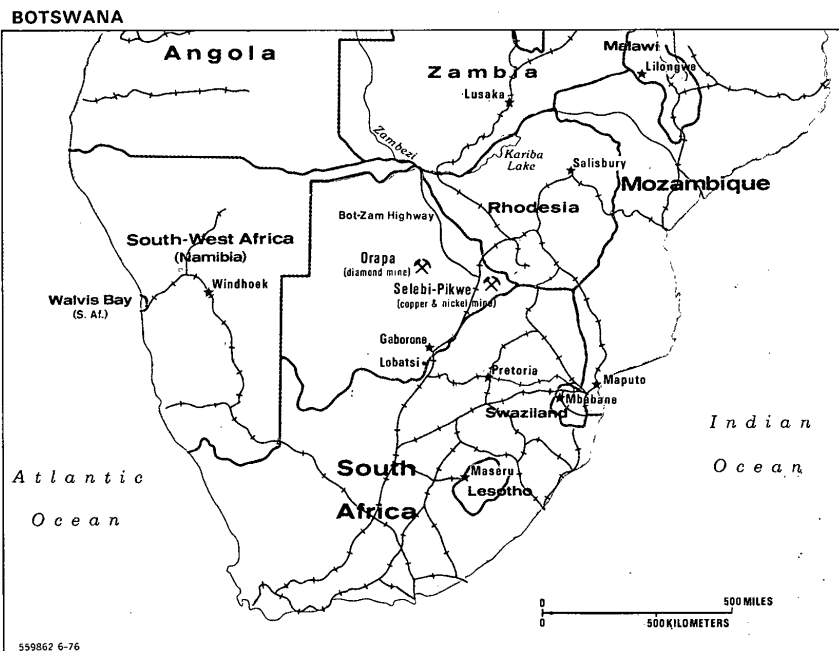 BOTSWANA
Angola
Zambia
Malawi
Lilongwe
Lusaka
Zambezi
Kariba
Lake
Salisbury
Mozambique
Rhodesia
Bot-Zam Highway
South-West Africa
(Namibia)
Orapa
(diamond mine)
Windhoek
Selebi-Pikwe
(copper & nickel mine)
Walvis Bay
(S. Af.)
Gaborone
Lobatsi
Pretoria
Maputo
Mbabane
Swaziland
Indian
Ocean
South
Africa
Maseru
Lesotho
Atlantic
Ocean
0 500 MILES
0 500 KILOMETERS
559862 6-76